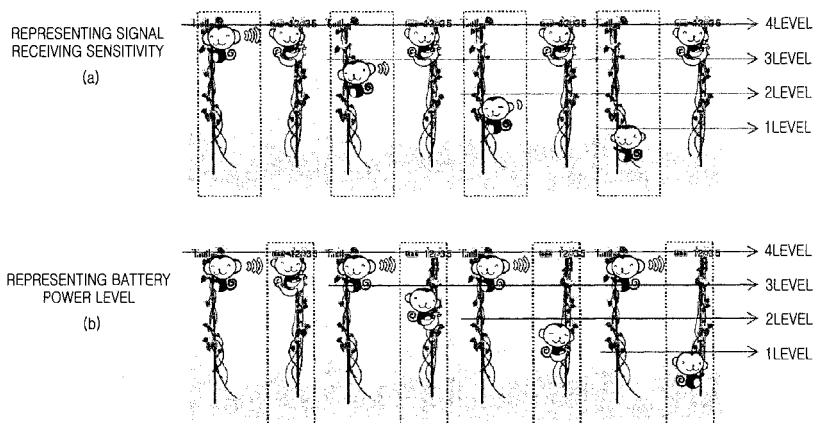 REPRESENTING SIGNAL
RECEIVING SENSITIVITY
(a)
4LEVEL
3LEVEL
2LEVEL
1LEVEL
REPRESENTING BATTERY
POWER LEVEL
(b)
4LEVEL
3LEVEL
2LEVEL
1LEVEL